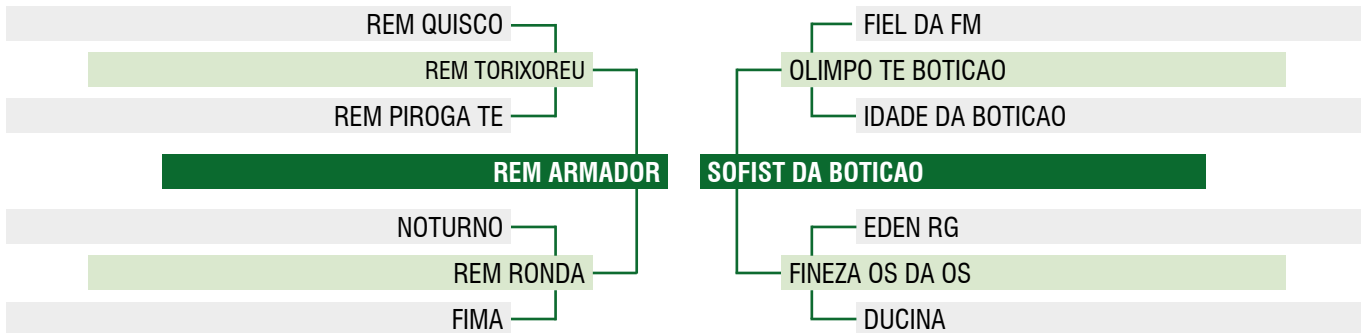 REM QUISCO
FIEL DA FM
REM TORIXOREU
OLIMPO TE BOTICAO
REM PIROGA TE
IDADE DA BOTICAO
REM ARMADOR
SOFIST DA BOTICAO
NOTURNO
EDEN RG
REM RONDA
FINEZA OS DA OS
FIMA
DUCINA